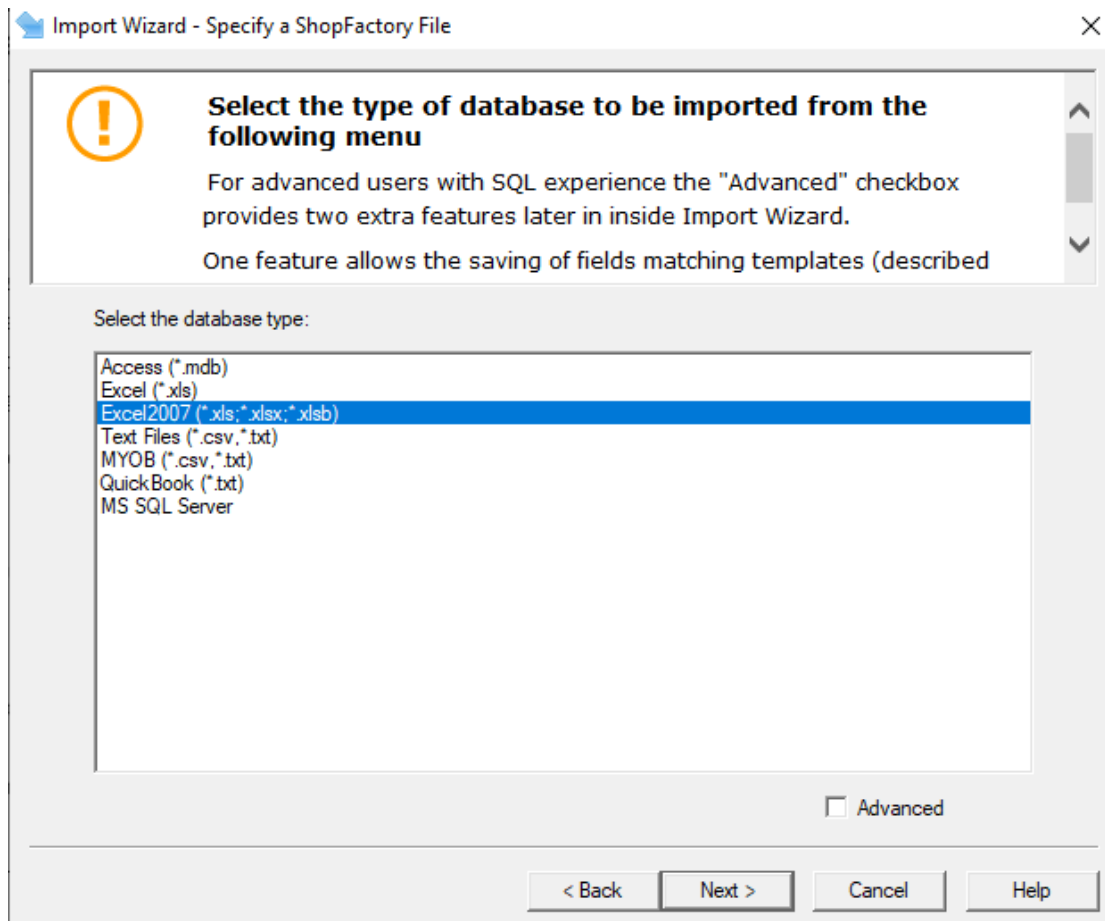 Import Wizard - Specify a ShopFactory File
Select the type of database to be imported from the
following menu
For advanced users with SQL experience the "Advanced" checkbox
provides two extra features later in inside Import Wizard.
One feature allows the saving of fields matching templates (described
Select the database type:
Access (*.mdb)
Excel (*.xls)
Excel2007 (*.xls;*.xlsx;*.xlsb)
Text Files (*.csv,*.txt)
MYOB (*.csv,*.txt)
QuickBook (*.txt)
MS SQL Server
Advanced
< Back Next > Cancel Help